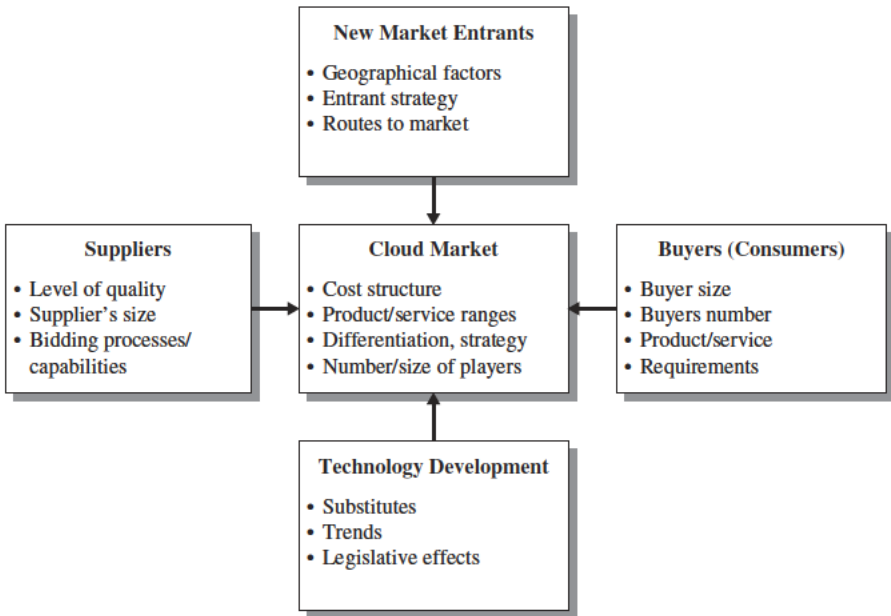 New Market Entrants
• Geographical factors
• Entrant strategy
• Routes to market
Suppliers
• Level of quality
• Supplier's size
• Bidding processes/
capabilities
Cloud Market
• Cost structure
• Product/service ranges
• Differentiation, strategy
• Number/size of players
Buyers (Consumers)
• Buyer size
• Buyers number
• Product/service
• Requirements
Technology Development
• Substitutes
• Trends
• Legislative effects